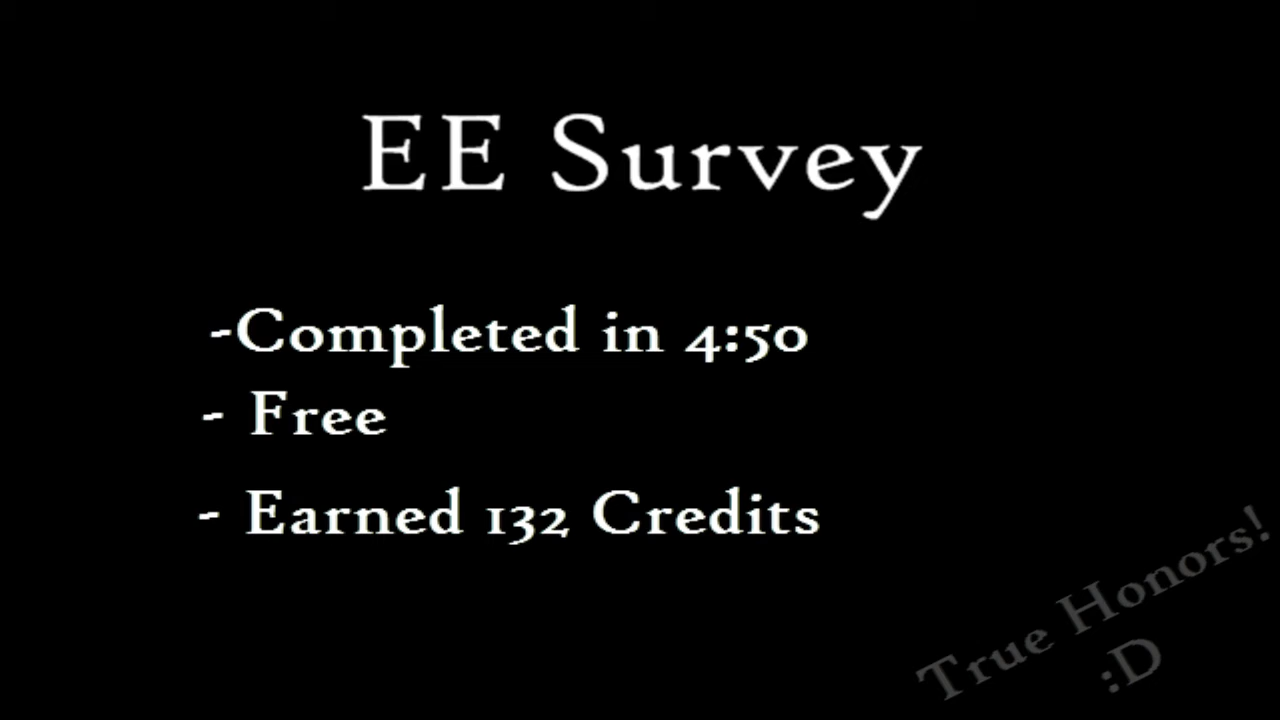 EE Survey
-Completed in 4:50
- Free
- Earned 132 Credits
True Honors!
:D